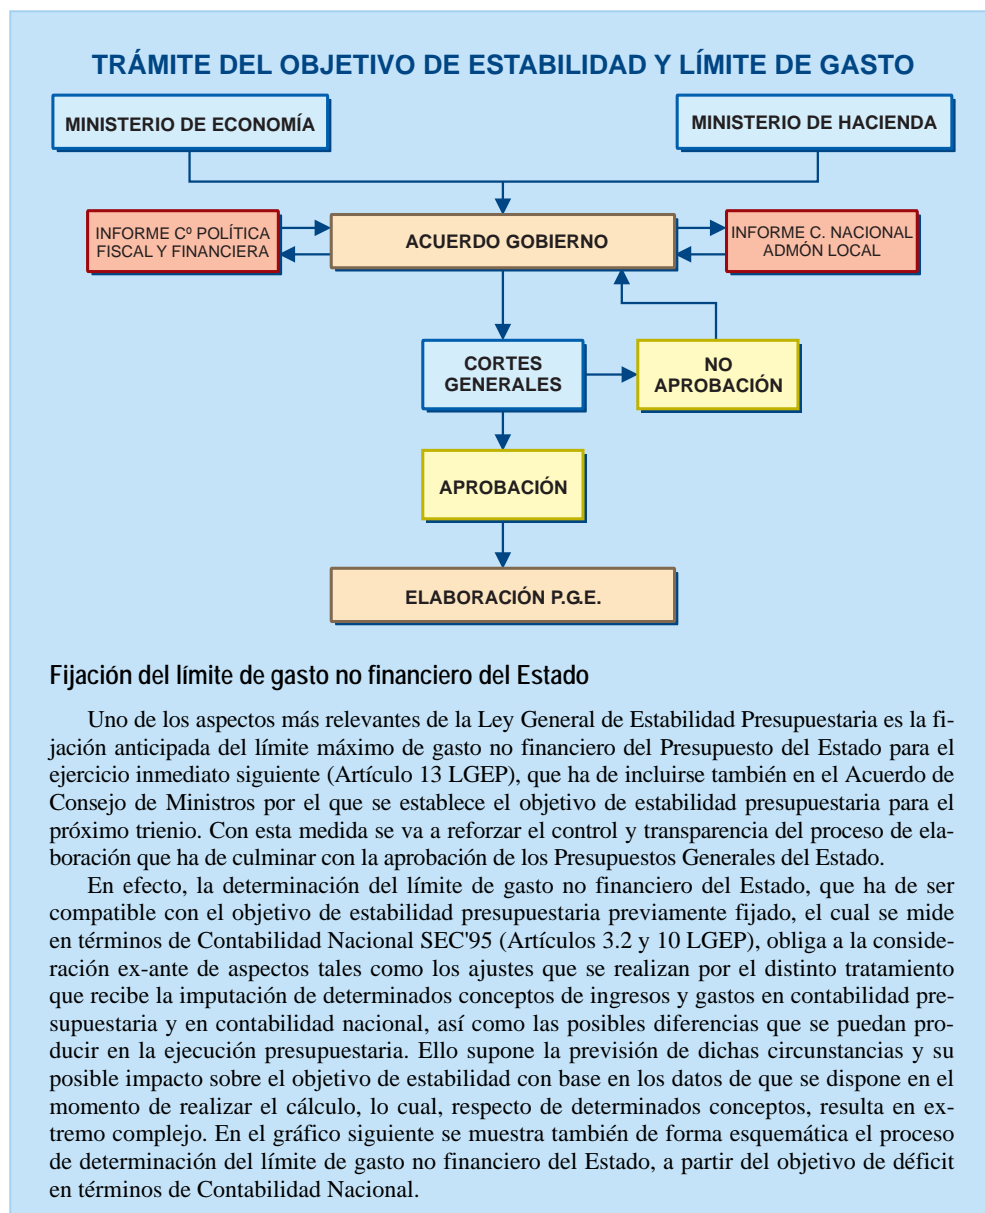 TRÁMITE DEL OBJETIVO DE ESTABILIDAD Y LÍMITE DE GASTO
MINISTERIO DE ECONOMÍA
MINISTERIO DE HACIENDA
INFORME Cº POLÍTICA
FISCAL Y FINANCIERA
ACUERDO GOBIERNO
INFORME C. NACIONAL
ADMÓN LOCAL
CORTES
GENERALES
NO
APROBACIÓN
APROBACIÓN
ELABORACIÓN P.G.E.
Fijación del límite de gasto no financiero del Estado
Uno de los aspectos más relevantes de la Ley General de Estabilidad Presupuestaria es la fi-
jación anticipada del límite máximo de gasto no financiero del Presupuesto del Estado para el
ejercicio inmediato siguiente (Artículo 13 LGEP), que ha de incluirse también en el Acuerdo de
Consejo de Ministros por el que se establece el objetivo de estabilidad presupuestaria para el
próximo trienio. Con esta medida se va a reforzar el control y transparencia del proceso de ela-
boración que ha de culminar con la aprobación de los Presupuestos Generales del Estado.
En efecto, la determinación del límite de gasto no financiero del Estado, que ha de ser
compatible con el objetivo de estabilidad presupuestaria previamente fijado, el cual se mide
en términos de Contabilidad Nacional SEC'95 (Artículos 3.2 y 10 LGEP), obliga a la conside-
ración ex-ante de aspectos tales como los ajustes que se realizan por el distinto tratamiento
que recibe la imputación de determinados conceptos de ingresos y gastos en contabilidad pre-
supuestaria y en contabilidad nacional, así como las posibles diferencias que se puedan pro-
ducir en la ejecución presupuestaria. Ello supone la previsión de dichas circunstancias y su
posible impacto sobre el objetivo de estabilidad con base en los datos de que se dispone en el
momento de realizar el cálculo, lo cual, respecto de determinados conceptos, resulta en ex-
tremo complejo. En el gráfico siguiente se muestra también de forma esquemática el proceso
de determinación del límite de gasto no financiero del Estado, a partir del objetivo de déficit
en términos de Contabilidad Nacional.